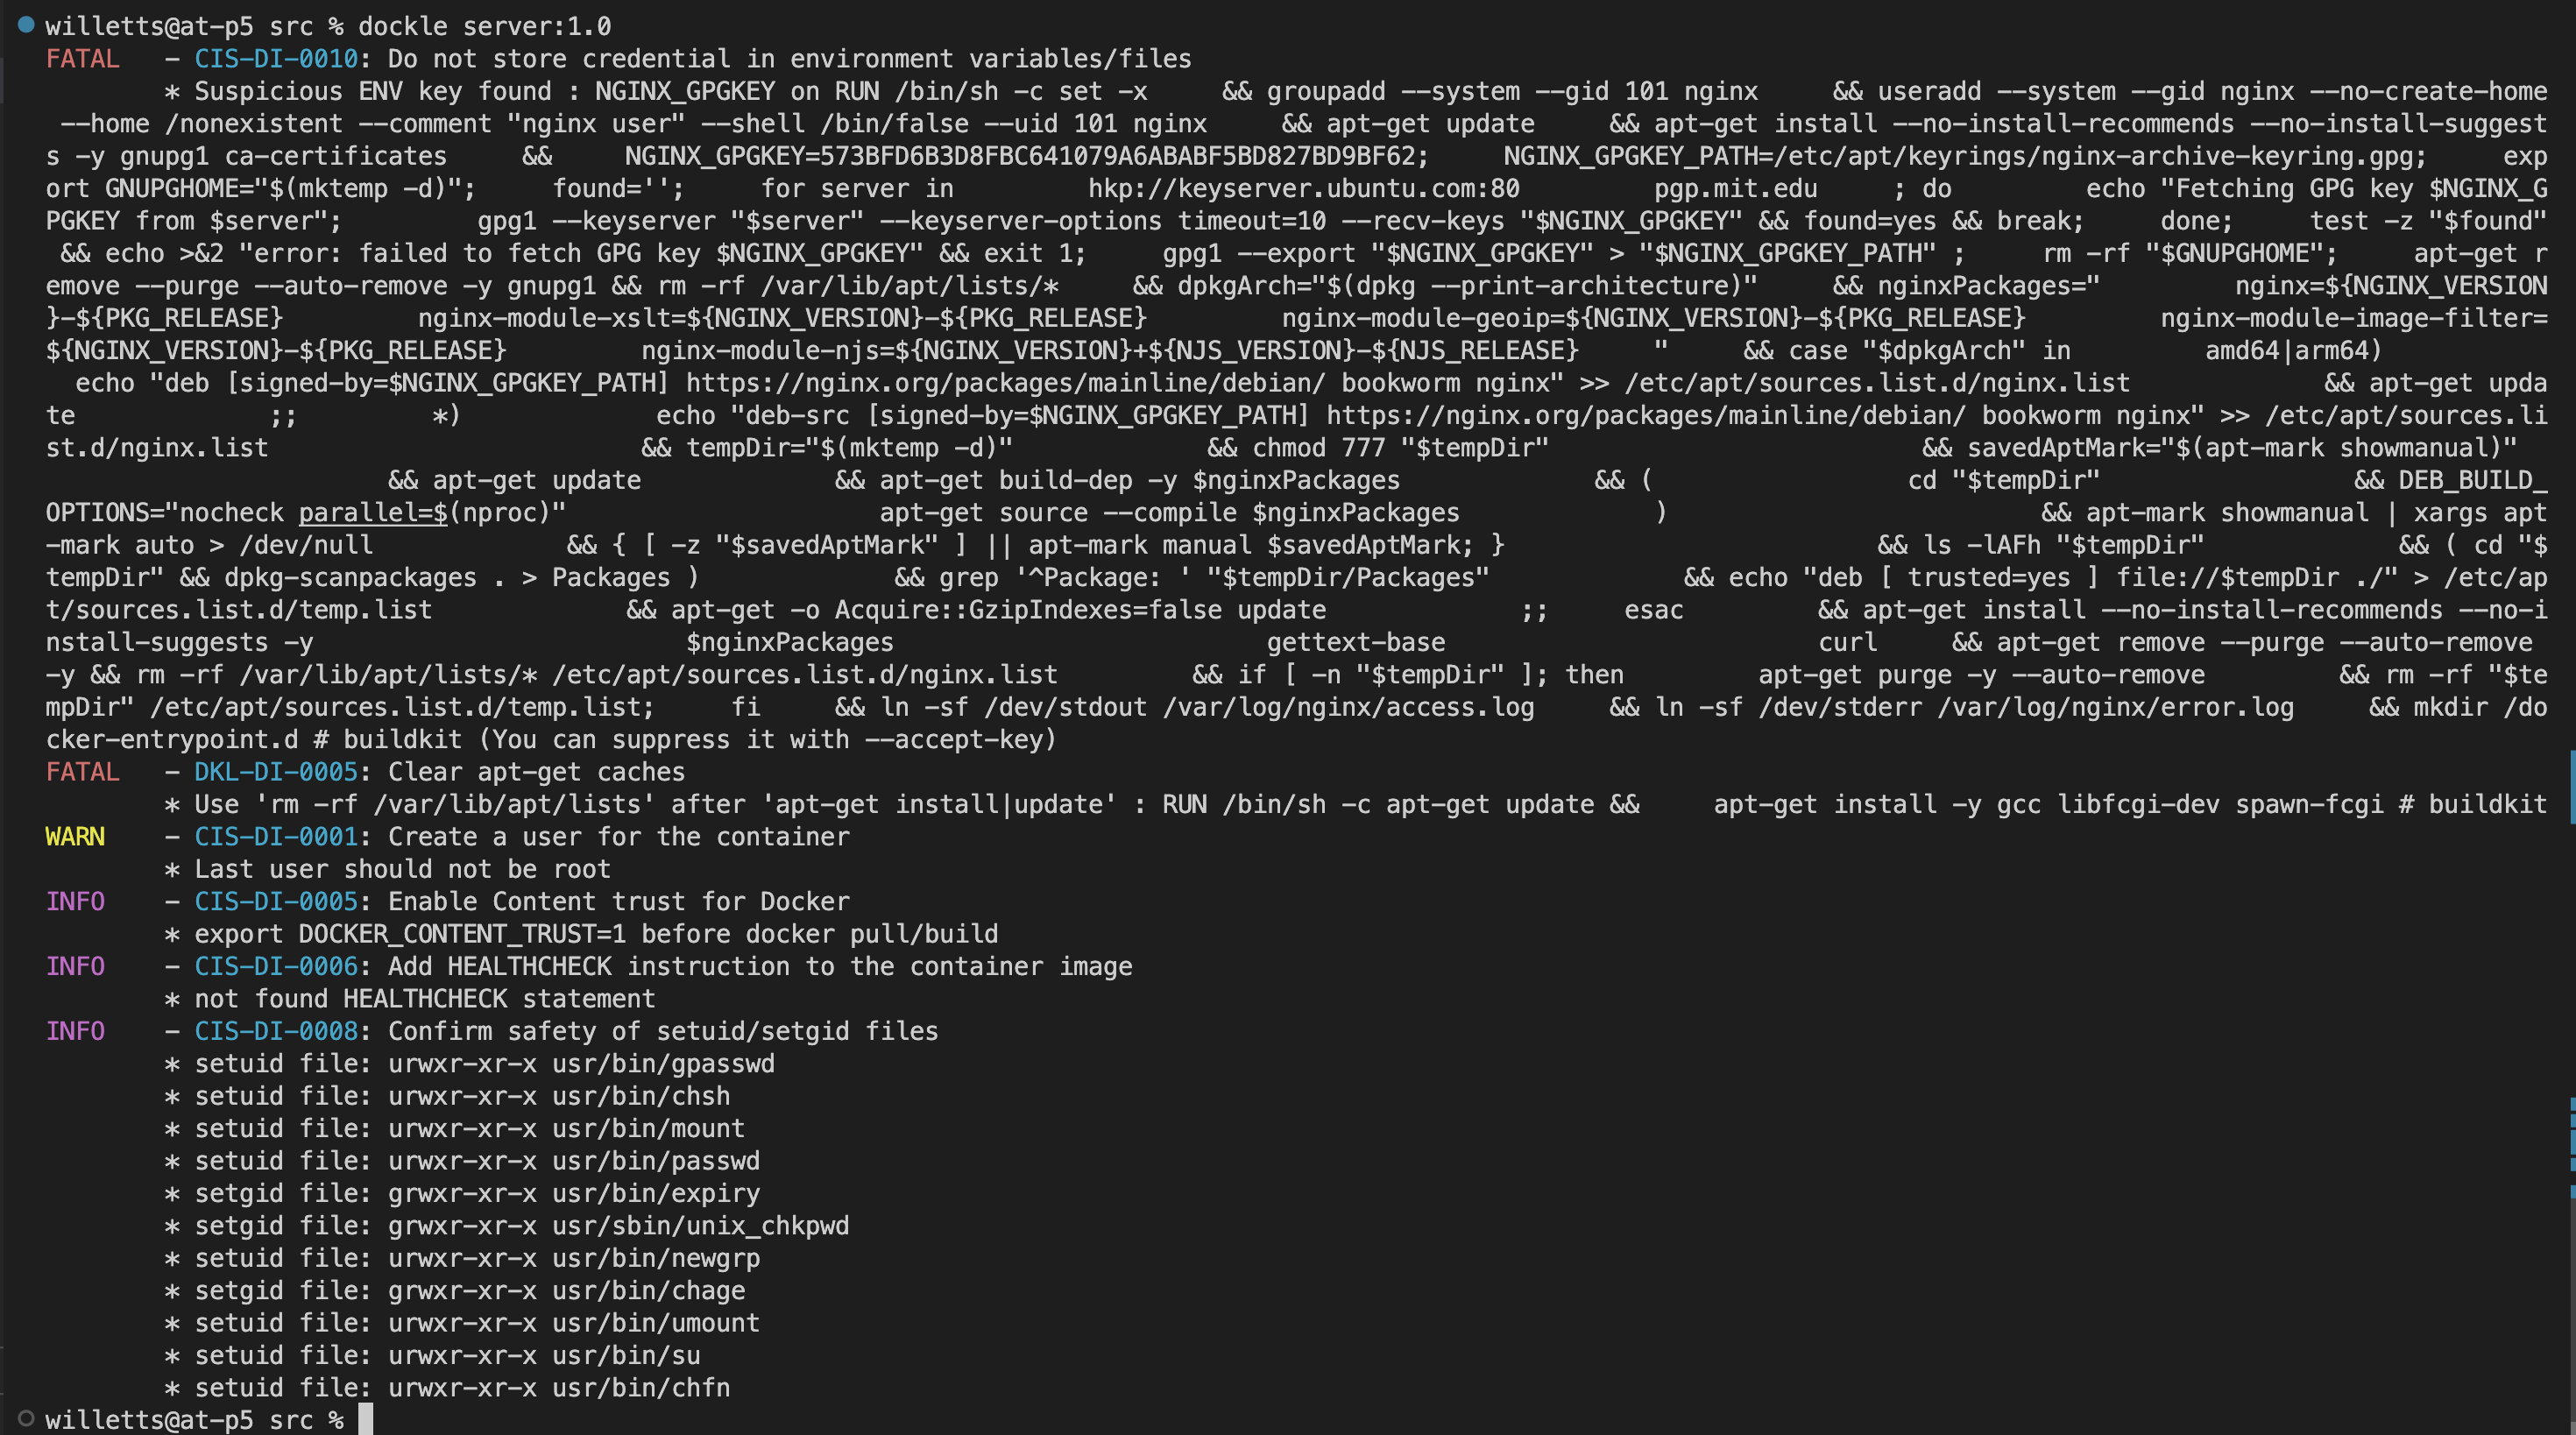 willetts@at-p5 src % dockle server:1.0
FATAL - CIS-DI-0010: Do not store credential in environment variables/files
* Suspicious ENV key found : NGINX_GPGKEY on RUN /bin/sh -c set -x && groupadd --system --gid 101 nginx && useradd --system --gid nginx --no-create-home
--home /nonexistent --comment "nginx user" --shell /bin/false --uid 101 nginx && apt-get update && apt-get install --no-install-recommends --no-install-suggest
s -y gnupg1 ca-certificates && NGINX_GPGKEY=573BFD6B3D8FBC641079A6ABABF5BD827BD9BF62; NGINX_GPGKEY_PATH=/etc/apt/keyrings/nginx-archive-keyring.gpg; exp
ort GNUPGHOME="$(mktemp -d)"; found=''; for server in hkp://keyserver.ubuntu.com:80 pgp.mit.edu ; do echo "Fetching GPG key $NGINX_G
PGKEY from $server"; gpg1 --keyserver "$server" --keyserver-options timeout=10 --recv-keys "$NGINX_GPGKEY" && found=yes && break; done; test -z "$found"
&& echo >&2 "error: failed to fetch GPG key $NGINX_GPGKEY" && exit 1; gpg1 --export "$NGINX_GPGKEY" > "$NGINX_GPGKEY_PATH" ; rm -rf "$GNUPGHOME"; apt-get r
emove --purge --auto-remove -y gnupg1 && rm -rf /var/lib/apt/lists/* && dpkgArch="$(dpkg --print-architecture)" && nginxPackages=" nginx=${NGINX_VERSION
}-${PKG_RELEASE} nginx-module-xslt=${NGINX_VERSION}-${PKG_RELEASE} nginx-module-geoip=${NGINX_VERSION}-${PKG_RELEASE} nginx-module-image-filter=
${NGINX_VERSION}-${PKG_RELEASE} nginx-module-njs=${NGINX_VERSION}+${NJS_VERSION}-${NJS_RELEASE} " && case "$dpkgArch" in amd64|arm64)
echo "deb [signed-by=$NGINX_GPGKEY_PATH] https://nginx.org/packages/mainline/debian/ bookworm nginx" >> /etc/apt/sources.list.d/nginx.list && apt-get upda
te ;; *) echo "deb-src [signed-by=$NGINX_GPGKEY_PATH] https://nginx.org/packages/mainline/debian/ bookworm nginx" >> /etc/apt/sources.li
st.d/nginx.list && tempDir="$(mktemp -d)" && chmod 777 "$tempDir" && savedAptMark="$(apt-mark showmanual)"
&& apt-get update && apt-get build-dep -y $nginxPackages && ( cd "$tempDir" && DEB_BUILD_
OPTIONS="nocheck parallel=$(nproc)" apt-get source --compile $nginxPackages ) && apt-mark showmanual | xargs apt
-mark auto > /dev/null && { [ -z "$savedAptMark" ] || apt-mark manual $savedAptMark; } && ls -lAFh "$tempDir" && ( cd "$
tempDir" && dpkg-scanpackages . > Packages ) && grep '^Package: ' "$tempDir/Packages" && echo "deb [ trusted=yes ] file://$tempDir ./" > /etc/ap
t/sources.list.d/temp.list && apt-get -o Acquire::GzipIndexes=false update ;; esac && apt-get install --no-install-recommends --no-i
nstall-suggests -y $nginxPackages gettext-base curl && apt-get remove --purge --auto-remove
-y && rm -rf /var/lib/apt/lists/* /etc/apt/sources.list.d/nginx.list && if [ -n "$tempDir" ]; then apt-get purge -y --auto-remove && rm -rf "$te
mpDir" /etc/apt/sources.list.d/temp.list; fi && ln -sf /dev/stdout /var/log/nginx/access.log && ln -sf /dev/stderr /var/log/nginx/error.log && mkdir /do
cker-entrypoint.d # buildkit (You can suppress it with --accept-key)
FATAL - DKL-DI-0005: Clear apt-get caches
* Use 'rm -rf /var/lib/apt/lists' after 'apt-get install|update' : RUN /bin/sh -c apt-get update && apt-get install -y gcc libfcgi-dev spawn-fcgi # buildkit
WARN - CIS-DI-0001: Create a user for the container
* Last user should not be root
INFO - CIS-DI-0005: Enable Content trust for Docker
* export DOCKER_CONTENT_TRUST=1 before docker pull/build
INFO - CIS-DI-0006: Add HEALTHCHECK instruction to the container image
* not found HEALTHCHECK statement
INFO - CIS-DI-0008: Confirm safety of setuid/setgid files
* setuid file: urwxr-xr-x usr/bin/gpasswd
* setuid file: urwxr-xr-x usr/bin/chsh
* setuid file: urwxr-xr-x usr/bin/mount
* setuid file: urwxr-xr-x usr/bin/passwd
* setgid file: grwxr-xr-x usr/bin/expiry
* setgid file: grwxr-xr-x usr/sbin/unix_chkpwd
* setuid file: urwxr-xr-x usr/bin/newgrp
* setgid file: grwxr-xr-x usr/bin/chage
* setuid file: urwxr-xr-x usr/bin/umount
* setuid file: urwxr-xr-x usr/bin/su
* setuid file: urwxr-xr-x usr/bin/chfn
willetts@at-p5 src %